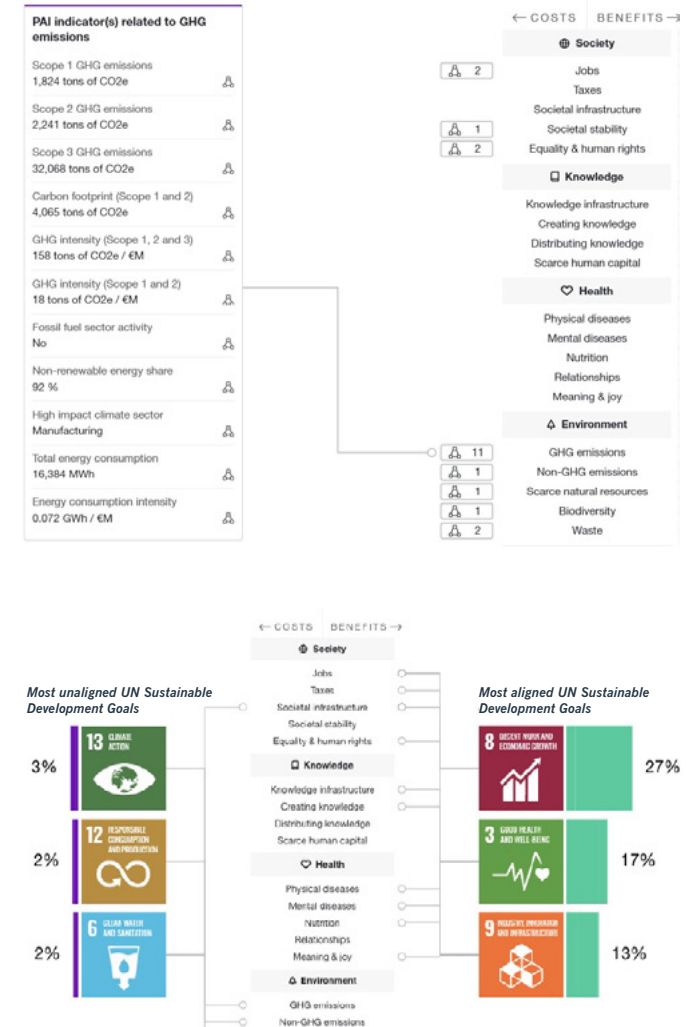 PAI indicator(s) related to GHG
emissions
Scope 1 GHG emissions
1,824 tons of CO2e
Scope 2 GHG emissions
2,241 tons of CO2e
Scope 3 GHG emissions
32,068 tons of CO2e
Carbon footprint (Scope 1 and 2)
4,065 tons of CO2e
GHG intensity (Scope 1, 2 and 3)
158 tons of CO2e / €M
GHG intensity (Scope 1 and 2)
18 tons of CO2e / €M
Fossil fuel sector activity
No
Non-renewable energy share
92 %
High impact climate sector
Manufacturing
Total energy consumption
16,384 MWh
Energy consumption intensity
0.072 GWh / €M
← COSTS BENEFITS →
Society
2 Jobs
Taxes
Societal infrastructure
1 Societal stability
2 Equality & human rights
Knowledge
Knowledge infrastructure
Creating knowledge
Distributing knowledge
Scarce human capital
Health
Physical diseases
Mental diseases
Nutrition
Relationships
Meaning & joy
Environment
11 GHG emissions
1 Non-GHG emissions
1 Scarce natural resources
1 Biodiversity
2 Waste
← COSTS BENEFITS →
Society
Jobs
Taxes
Societal infrastructure
Societal stability
Equality & human rights
Knowledge
Knowledge infrastructure
Creating knowledge
Distributing knowledge
Scarce human capital
Health
Physical diseases
Mental diseases
Nutrition
Relationships
Meaning & joy
Environment
GHG emissions
Non-GHG emissions
Most unaligned UN Sustainable
Development Goals
3%
13 CLIMATE
ACTION
2%
12 RESPONSIBLE
CONSUMPTION
AND PRODUCTION
2%
6 CLEAN WATER
AND SANITATION
Most aligned UN Sustainable
Development Goals
8 DECENT WORK AND
ECONOMIC GROWTH
27%
3 GOOD HEALTH
AND WELL-BEING
17%
9 INDUSTRY, INNOVATION
AND INFRASTRUCTURE
13%